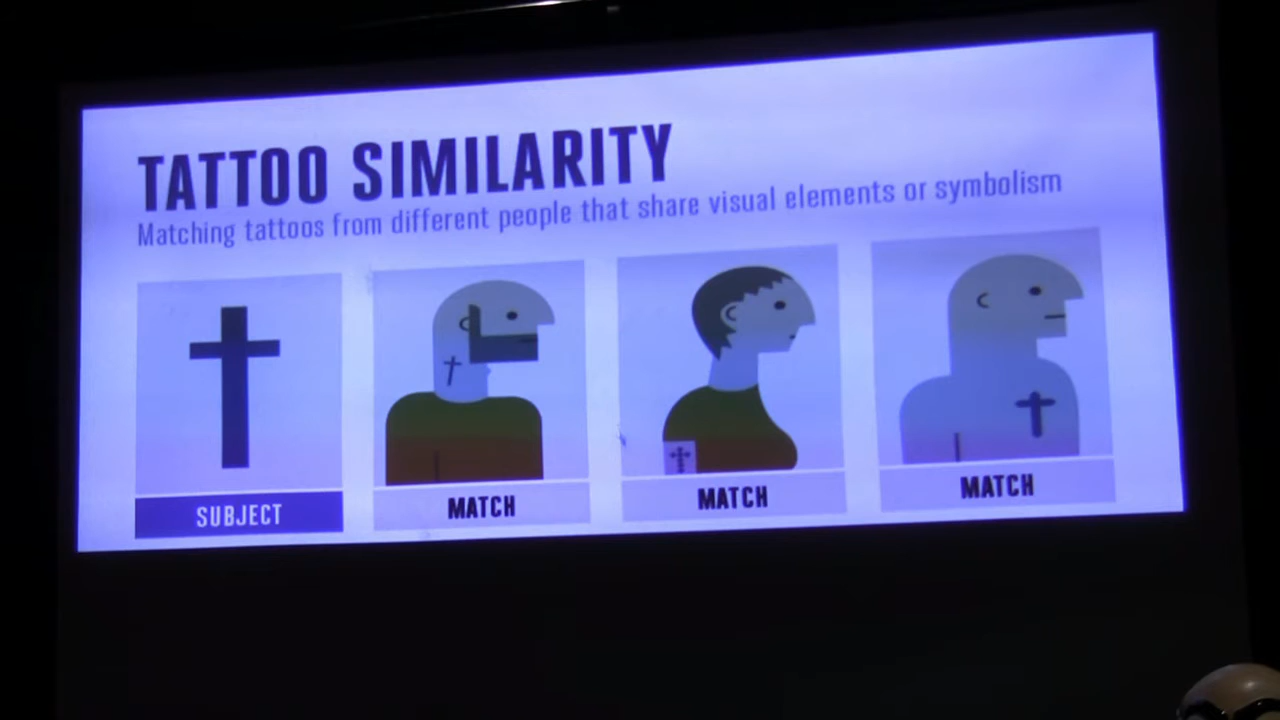 TATTOO SIMILARITY
Matching tattoos from different people that share visual elements or symbolism
SUBJECT
MATCH
MATCH
MATCH